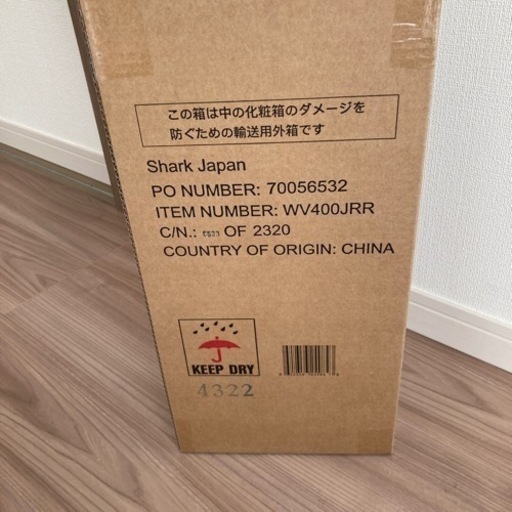 この箱は中の化粧箱のダメージを
防ぐための輸送用外箱です
Shark Japan
PO NUMBER: 70056532
ITEM NUMBER: WV400JRR
C/N.: OF 2320
COUNTRY OF ORIGIN: CHINA
KEEP DRY
4322